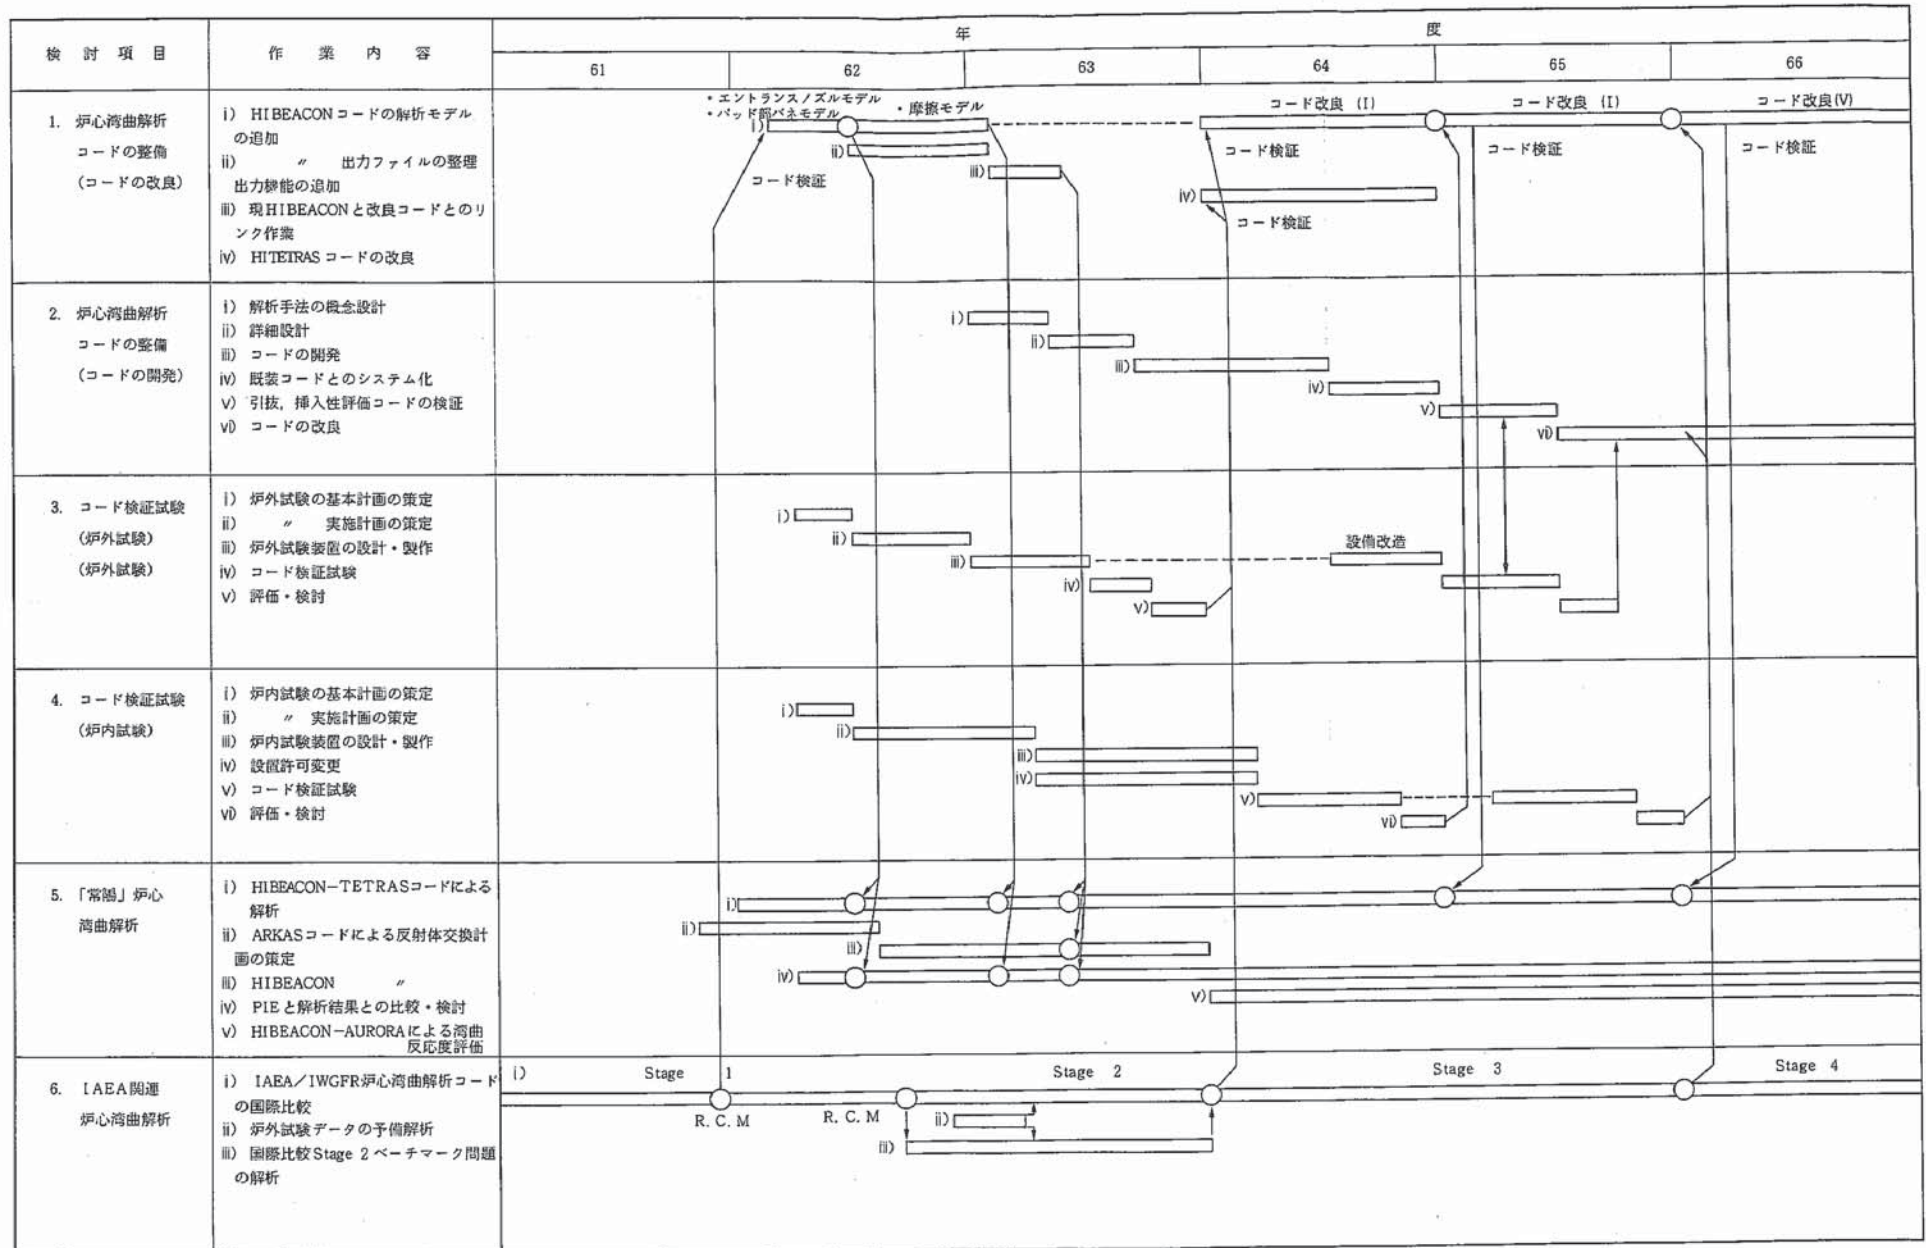 検討項目
作業内容
年度
61
62
63
64
65
66
1. 炉心湾曲解析
コードの整備
(コードの改良)
i) HIBEACONコードの解析モデル
の追加
ii) 〃 出力ファイルの整理
出力機能の追加
iii) 現HIBEACONと改良コードとのリ
ンク作業
iv) HITETRASコードの改良
・エントランスノズルモデル
・パッド部バネモデル
・摩擦モデル
コード改良 (I)
コード改良 (I)
コード改良(V)
i)
ii)
iii)
iv)
コード検証
コード検証
コード検証
コード検証
コード検証
2. 炉心湾曲解析
コードの整備
(コードの開発)
i) 解析手法の概念設計
ii) 詳細設計
iii) コードの開発
iv) 既装コードとのシステム化
v) 引抜,挿入性評価コードの検証
vi) コードの改良
i)
ii)
iii)
iv)
v)
vi)
3. コード検証試験
(炉外試験)
(炉外試験)
i) 炉外試験の基本計画の策定
ii) 〃 実施計画の策定
iii) 炉外試験装置の設計・製作
iv) コード検証試験
v) 評価・検討
i)
ii)
iii)
設備改造
iv)
v)
4. コード検証試験
(炉内試験)
i) 炉内試験の基本計画の策定
ii) 〃 実施計画の策定
iii) 炉内試験装置の設計・製作
iv) 設置許可変更
v) コード検証試験
vi) 評価・検討
i)
ii)
iii)
iv)
v)
vi)
5. 「常陽」炉心
湾曲解析
i) HIBEACON-TETRASコードによる
解析
ii) ARKASコードによる反射体交換計
画の策定
iii) HIBEACON 〃
iv) PIEと解析結果との比較・検討
v) HIBEACON-AURORAによる湾曲
反応度評価
i)
ii)
iii)
iv)
v)
6. IAEA関連
炉心湾曲解析
i) IAEA/IWGFR炉心湾曲解析コード
の国際比較
ii) 炉外試験データの予備解析
iii) 国際比較Stage 2ベーチマーク問題
の解析
i)
Stage 1
Stage 2
Stage 3
Stage 4
R. C. M
R. C. M
ii)
iii)